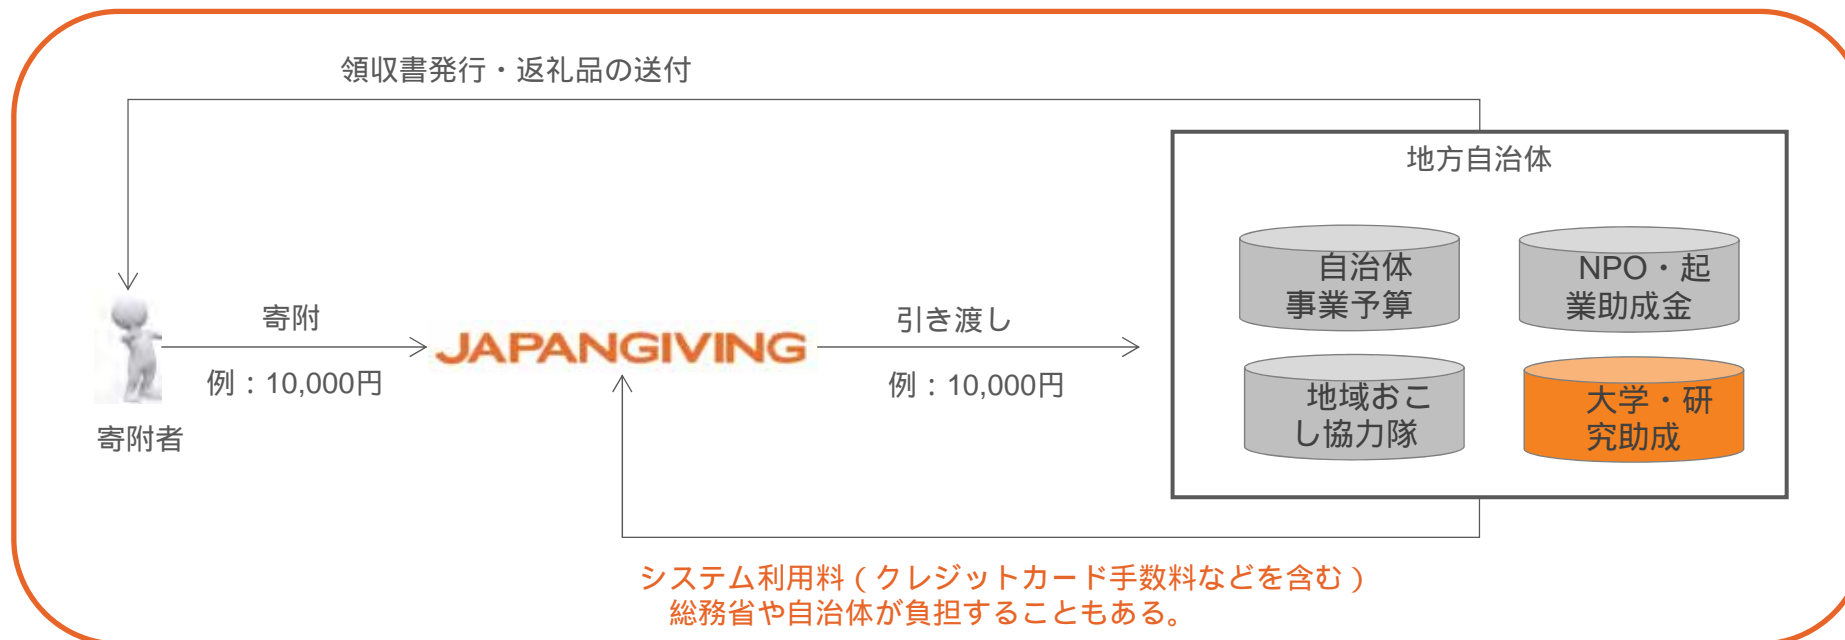 領収書発行・返礼品の送付
地方自治体
自治体
事業予算
NPO・起
業助成金
寄附
JAPANGIVING
引き渡し
例：10,000円
例：10,000円
地域おこ
し協力隊
大学・研
究助成
寄附者
システム利用料（クレジットカード手数料などを含む）
総務省や自治体が負担することもある。